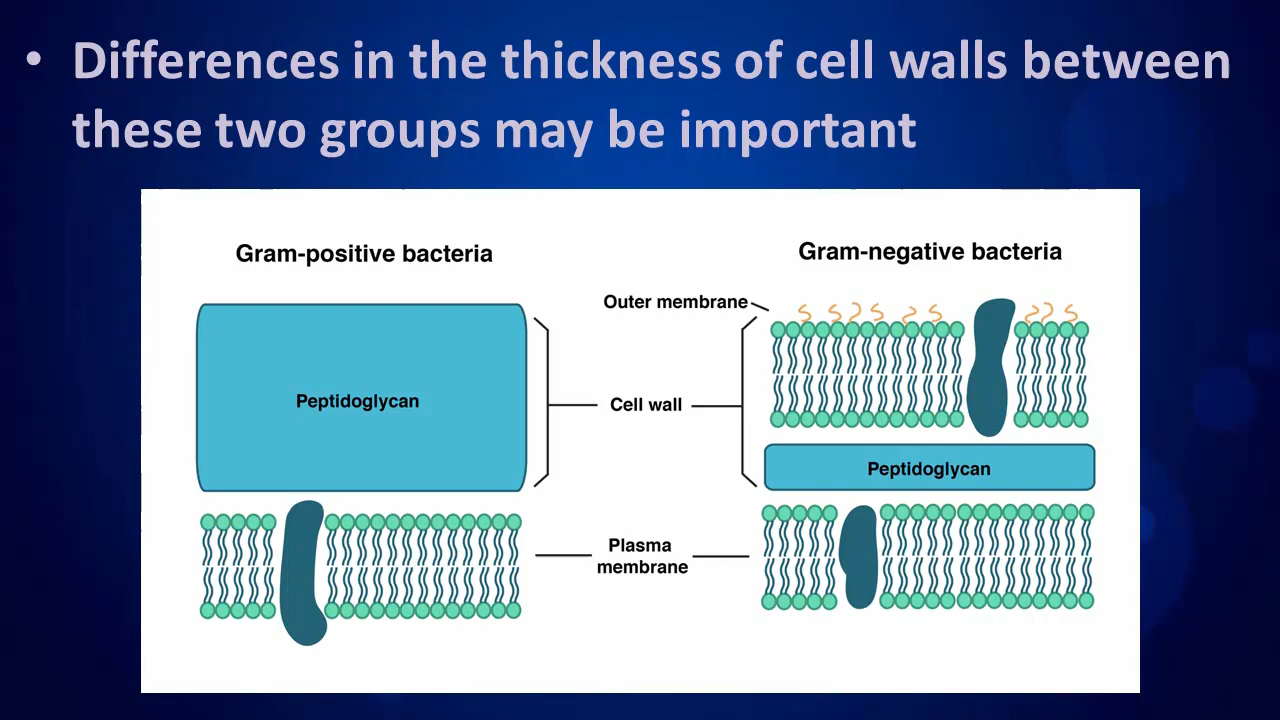 • Differences in the thickness of cell walls between
these two groups may be important
Gram-positive bacteria
Gram-negative bacteria
Outer membrane
Peptidoglycan
Cell wall
Peptidoglycan
Plasma
membrane